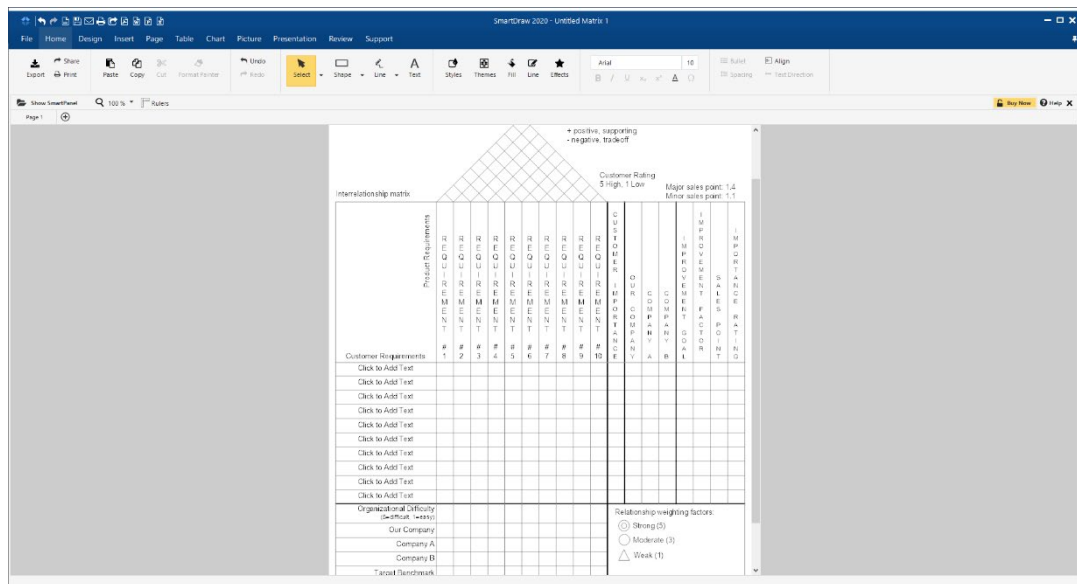 SmartDraw 2020 - Untitled Matrix 1
File Home Design Insert Page Table Chart Picture Presentation Review Support
Export Share Print Paste Copy Cut Format Painter Undo Redo Select Shape Line Text Styles Themes Fill Line Effects Arial 10 B I U Bullet Spacing Align Text Direction
Show SmartPanel 100 % Rulers Buy Now Help X
Page 1
+ positive, supporting
- negative, tradeoff
Customer Rating
5 High, 1 Low
Major sales point: 1.4
Minor sales point: 1.1
Interrelationship matrix
Product Requirements
REQUIREMENT # 1
REQUIREMENT # 2
REQUIREMENT # 3
REQUIREMENT # 4
REQUIREMENT # 5
REQUIREMENT # 6
REQUIREMENT # 7
REQUIREMENT # 8
REQUIREMENT # 9
REQUIREMENT # 10
CUSTOMER IMPORTANCE
OUR COMPANY
COMPANY A
COMPANY B
IMPROVEMENT GOAL
IMPROVEMENT FACTOR
SALES POINT
IMPORTANCE RATING
Customer Requirements
Click to Add Text
Click to Add Text
Click to Add Text
Click to Add Text
Click to Add Text
Click to Add Text
Click to Add Text
Click to Add Text
Click to Add Text
Click to Add Text
Organizational Difficulty
(5=difficult, 1=easy)
Our Company
Company A
Company B
Target Benchmark
Relationship weighting factors:
Strong (5)
Moderate (3)
Weak (1)